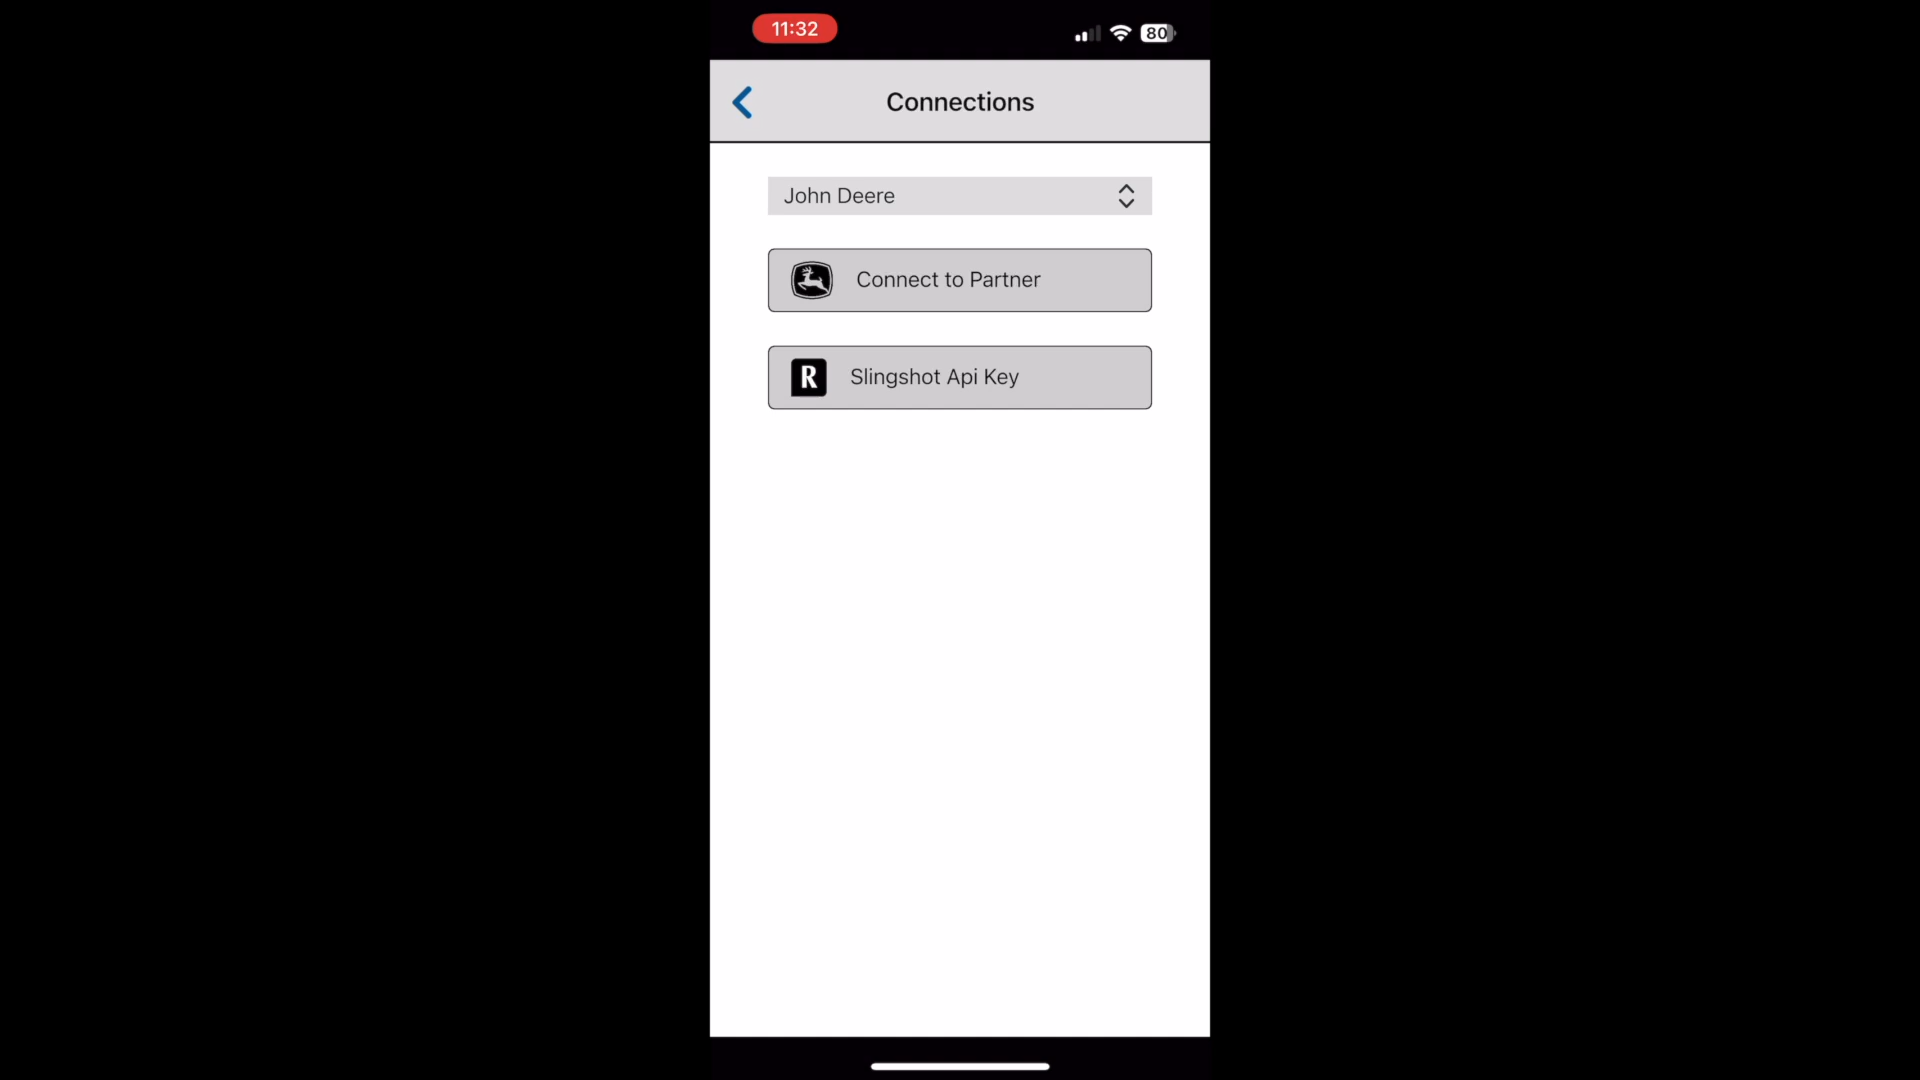 11:32
80
Connections
John Deere
Connect to Partner
R
Slingshot Api Key